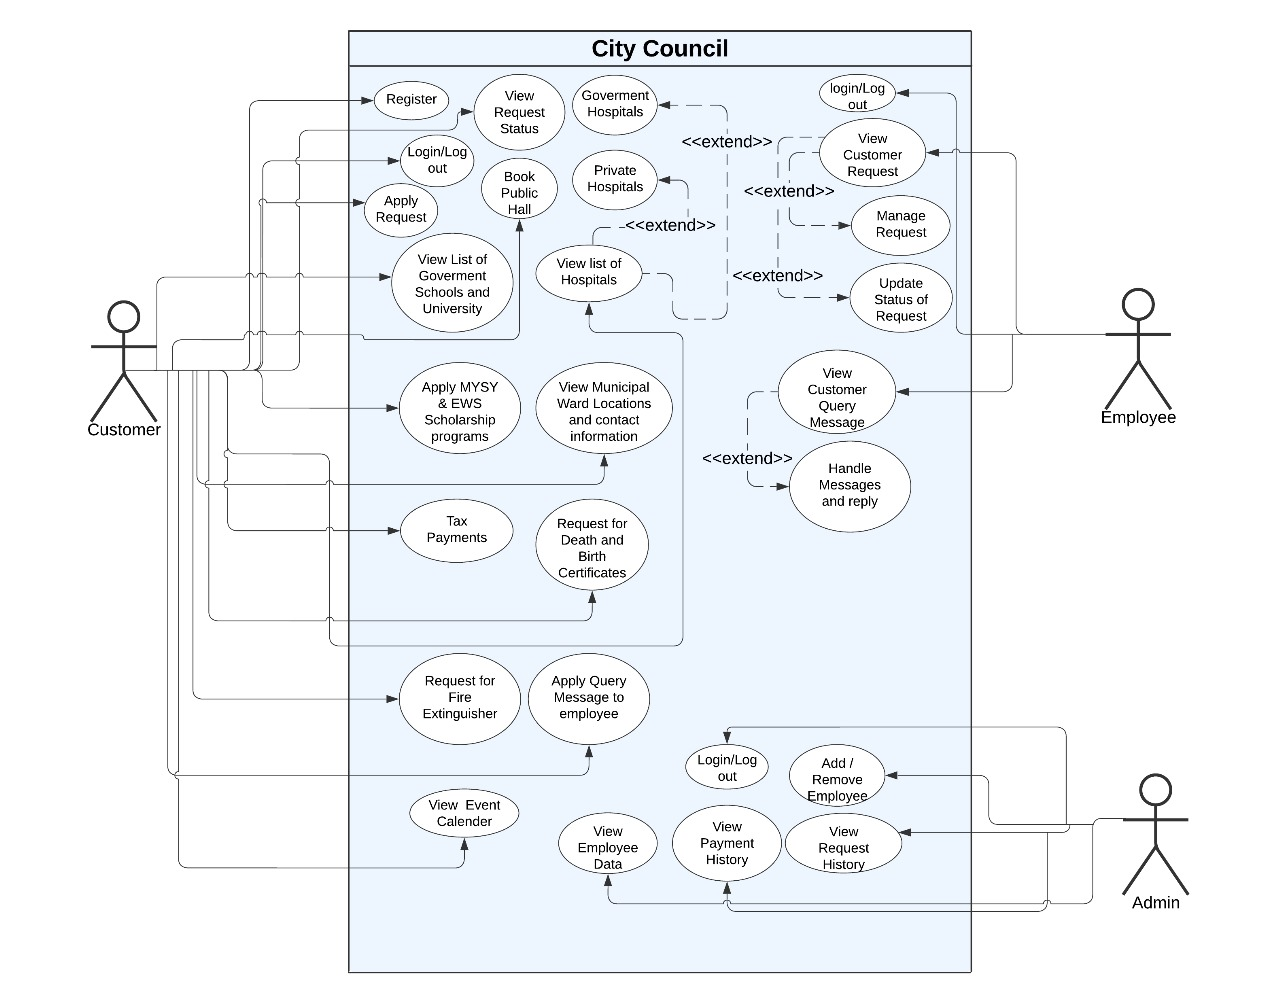 City Council
Register
View
Request
Status
Goverment
Hospitals
login/Log
out
<<extend>>
View
Customer
Request
Login/Log
out
Book
Public
Hall
Private
Hospitals
<<extend>>
Apply
Request
<<extend>>
Manage
Request
View List of
Goverment
Schools and
University
View list of
Hospitals
<<extend>>
Update
Status of
Request
Customer
Employee
Apply MYSY
& EWS
Scholarship
programs
View Municipal
Ward Locations
and contact
information
View
Customer
Query
Message
<<extend>>
Handle
Messages
and reply
Tax
Payments
Request for
Death and
Birth
Certificates
Request for
Fire
Extinguisher
Apply Query
Message to
employee
Login/Log
out
Add /
Remove
Employee
View  Event
Calender
View
Employee
Data
View
Payment
History
View
Request
History
Admin